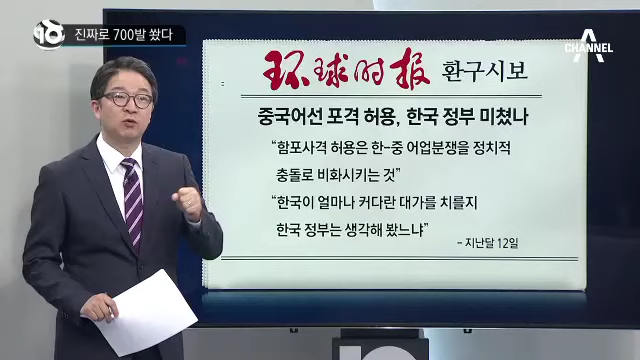 진짜로 700발 쐈다
CHANNEL A
环球时报 환구시보
중국어선 포격 허용, 한국 정부 미쳤나
“함포사격 허용은 한-중 어업분쟁을 정치적
충돌로 비화시키는 것”
“한국이 얼마나 커다란 대가를 치를지
한국 정부는 생각해 봤느냐”
- 지난달 12일